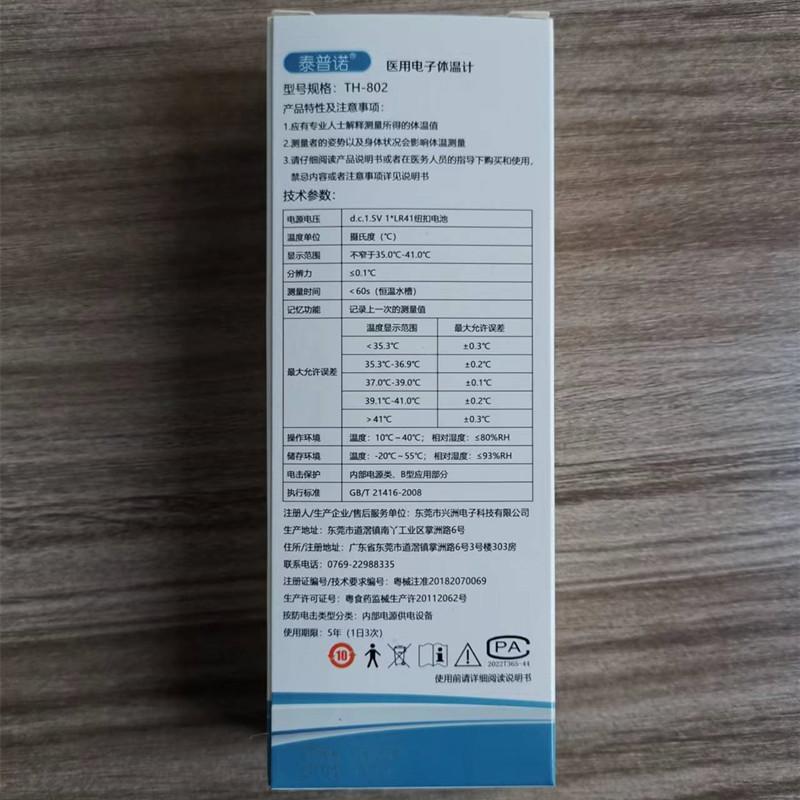 泰普诺® 医用电子体温计
型号规格：TH-802
产品特性及注意事项：
1.应有专业人士解释测量所得的体温值
2.测量者的姿势以及身体状况会影响体温测量
3.请仔细阅读产品说明书或者在医务人员的指导下购买和使用，
禁忌内容或者注意事项详见说明书
技术参数：
电源电压 d.c.1.5V 1*LR41纽扣电池
温度单位 摄氏度（℃）
显示范围 不窄于35.0℃-41.0℃
分辨力 ≤0.1℃
测量时间 ＜60s（恒温水槽）
记忆功能 记录上一次的测量值
温度显示范围 最大允许误差
＜35.3℃ ±0.3℃
35.3℃-36.9℃ ±0.2℃
最大允许误差
37.0℃-39.0℃ ±0.1℃
39.1℃-41.0℃ ±0.2℃
＞41℃ ±0.3℃
操作环境 温度：10℃～40℃； 相对湿度：≤80%RH
储存环境 温度：-20℃～55℃；相对湿度：≤93%RH
电击保护 内部电源类、B型应用部分
执行标准 GB/T 21416-2008
注册人/生产企业/售后服务单位：东莞市兴洲电子科技有限公司
生产地址：东莞市道滘镇南丫工业区掌洲路6号
住所/注册地址：广东省东莞市道滘镇掌洲路6号3号楼303房
联系电话：0769-22988335
注册证编号/技术要求编号：粤械注准20182070069
生产许可证号：粤食药监械生产许20112062号
按防电击类型分类：内部电源供电设备
使用期限：5年（1日3次）
10
PA
2022T365-44
使用前请详细阅读说明书